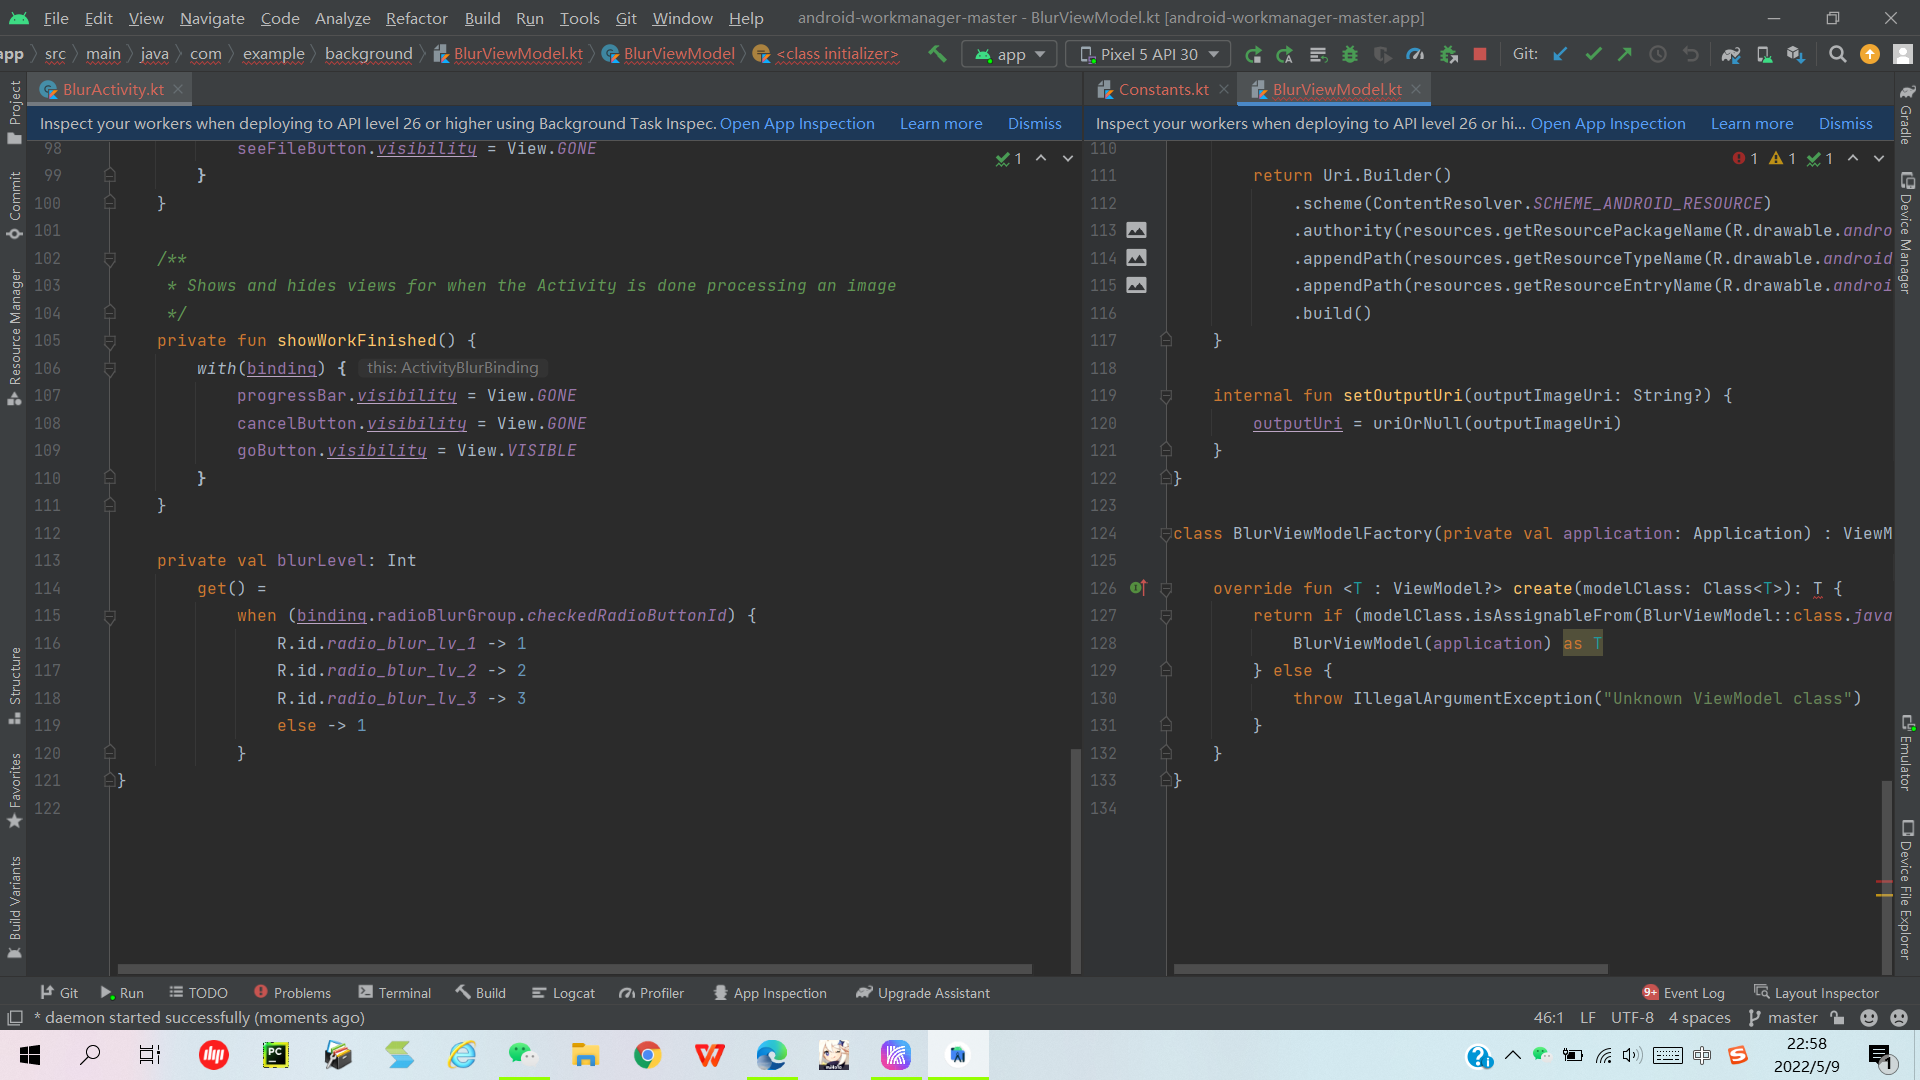 File Edit View Navigate Code Analyze Refactor Build Run Tools Git Window Help android-workmanager-master - BlurViewModel.kt [android-workmanager-master.app]
app src main java com example background BlurViewModel.kt BlurViewModel <class initializer> app Pixel 5 API 30 Git:
BlurActivity.kt
Constants.kt BlurViewModel.kt
Inspect your workers when deploying to API level 26 or higher using Background Task Inspec. Open App Inspection Learn more Dismiss
Inspect your workers when deploying to API level 26 or hi... Open App Inspection Learn more Dismiss
Project
Commit
Resource Manager
Structure
Favorites
Build Variants
1
98 seeFileButton.visibility = View.GONE
99 }
100 }
101
102 /**
103 * Shows and hides views for when the Activity is done processing an image
104 */
105 private fun showWorkFinished() {
106 with(binding) { this: ActivityBlurBinding
107 progressBar.visibility = View.GONE
108 cancelButton.visibility = View.GONE
109 goButton.visibility = View.VISIBLE
110 }
111 }
112
113 private val blurLevel: Int
114 get() =
115 when (binding.radioBlurGroup.checkedRadioButtonId) {
116 R.id.radio_blur_lv_1 -> 1
117 R.id.radio_blur_lv_2 -> 2
118 R.id.radio_blur_lv_3 -> 3
119 else -> 1
120 }
121 }
122
1 1 1
110
111 return Uri.Builder()
112 .scheme(ContentResolver.SCHEME_ANDROID_RESOURCE)
113 .authority(resources.getResourcePackageName(R.drawable.andro
114 .appendPath(resources.getResourceTypeName(R.drawable.android
115 .appendPath(resources.getResourceEntryName(R.drawable.androi
116 .build()
117 }
118
119 internal fun setOutputUri(outputImageUri: String?) {
120 outputUri = uriOrNull(outputImageUri)
121 }
122 }
123
124 class BlurViewModelFactory(private val application: Application) : ViewM
125
126 override fun <T : ViewModel?> create(modelClass: Class<T>): T {
127 return if (modelClass.isAssignableFrom(BlurViewModel::class.java
128 BlurViewModel(application) as T
129 } else {
130 throw IllegalArgumentException("Unknown ViewModel class")
131 }
132 }
133 }
134
Gradle
Device Manager
Emulator
Device File Explorer
Git Run TODO Problems Terminal Build Logcat Profiler App Inspection Upgrade Assistant 9+ Event Log Layout Inspector
* daemon started successfully (moments ago) 46:1 LF UTF-8 4 spaces master
PC
中
22:58
2022/5/9
1